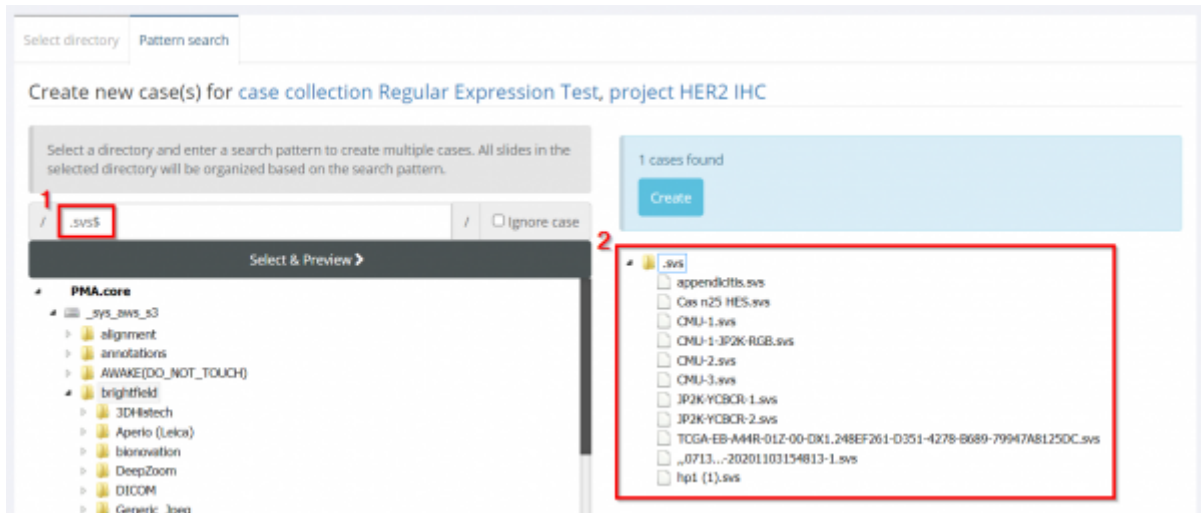 Select directory Pattern search
Create new case(s) for case collection Regular Expression Test, project HER2 IHC
Select a directory and enter a search pattern to create multiple cases. All slides in the
selected directory will be organized based on the search pattern.
1
/ .svs$ / Ignore case
Select & Preview
PMA.core
_sys_aws_s3
alignment
annotations
AWAKE(DO_NOT_TOUCH)
brightfield
3DHistech
Aperio (Leica)
bionovation
DeepZoom
DICOM
Generic Jpeg
1 cases found
Create
2
.svs
appendicitis.svs
Cas n25 HES.svs
CMU-1.svs
CMU-1-JP2K-RGB.svs
CMU-2.svs
CMU-3.svs
JP2K-YCBCR-1.svs
JP2K-YCBCR-2.svs
TCGA-EB-A44R-01Z-00-DX1.248EF261-D351-4278-B689-79947A8125DC.svs
,,0713...-20201103154813-1.svs
hp1 (1).svs